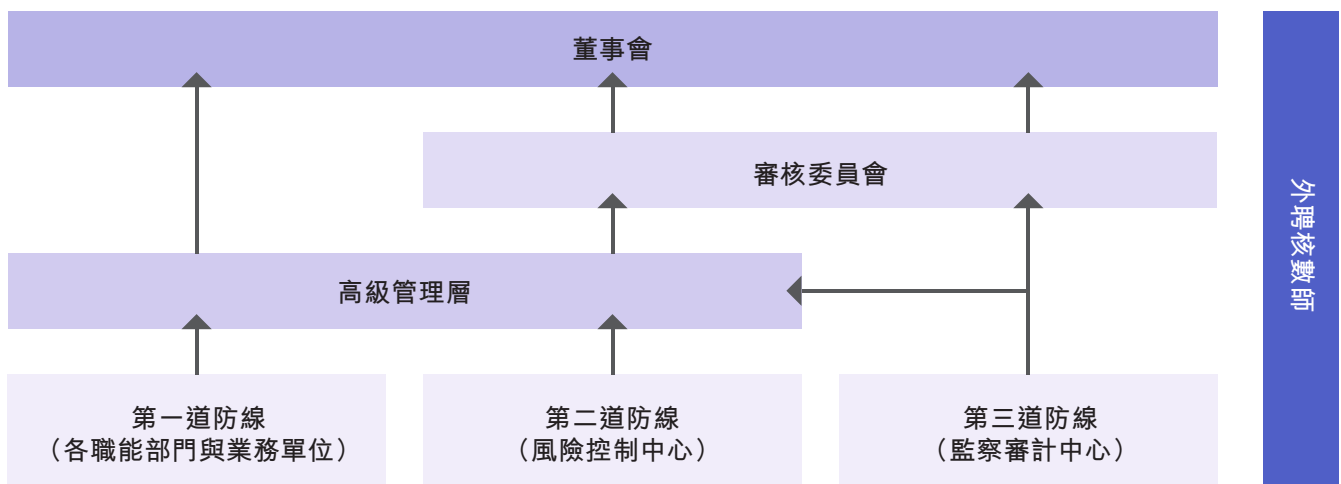 董事會
審核委員會
高級管理層
第一道防線
（各職能部門與業務單位）
第二道防線
（風險控制中心）
第三道防線
（監察審計中心）
外聘核數師